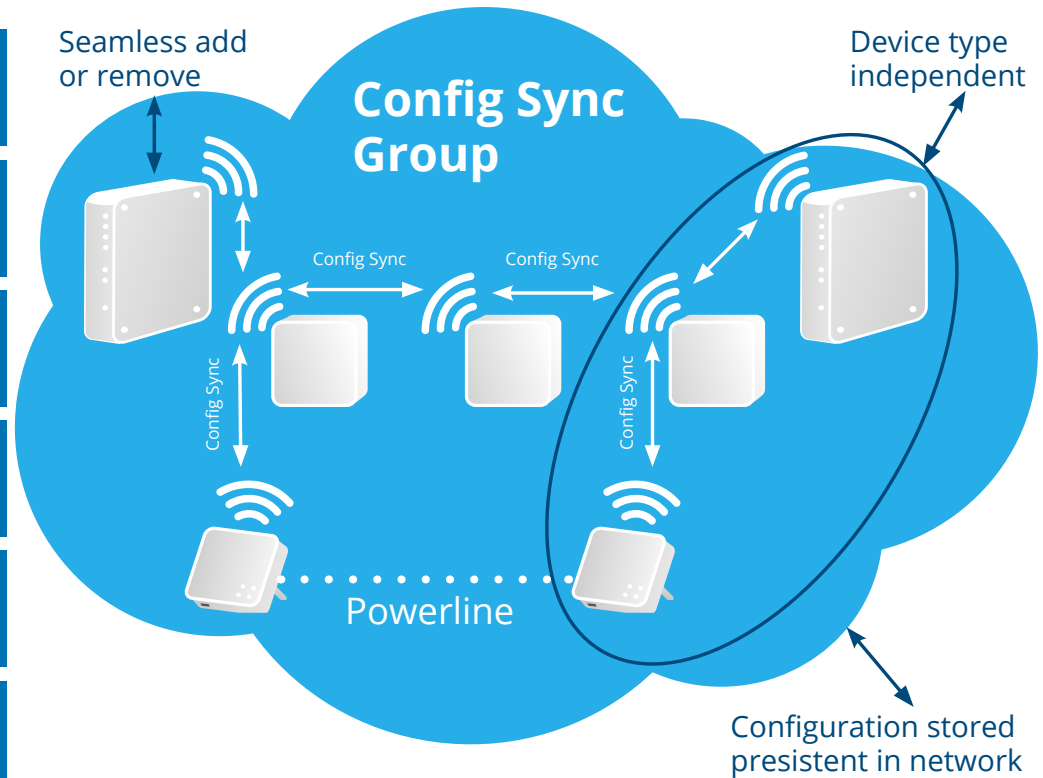 Seamless add
or remove
Device type
independent
Config Sync
Group
Config Sync
Config Sync
Config Sync
Config Sync
Powerline
Configuration stored
presistent in network